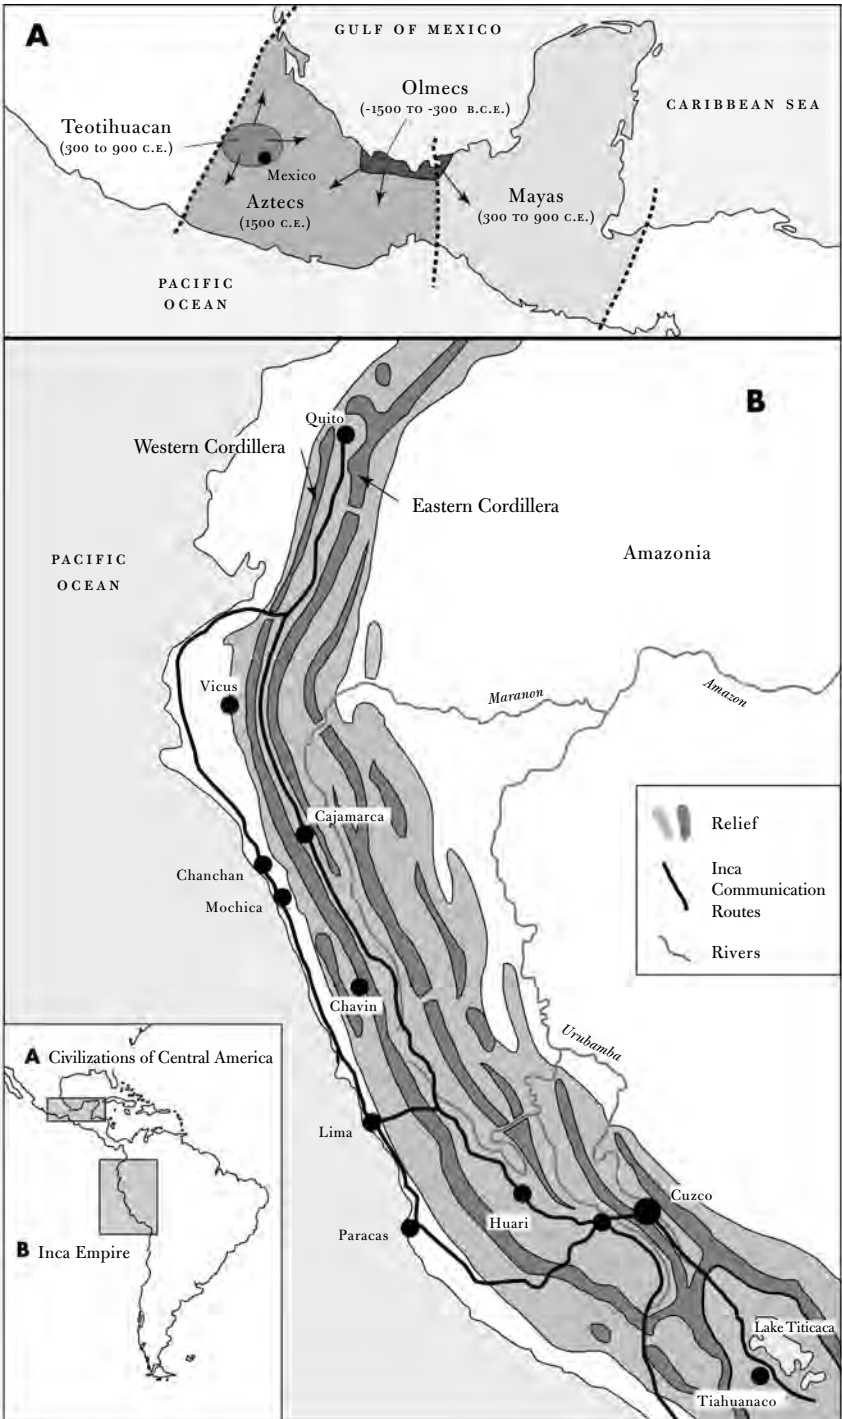 A
GULF OF MEXICO
Olmecs
(-1500 TO -300 B.C.E.)
CARIBBEAN SEA
Teotihuacan
(300 to 900 C.E.)
Mexico
Aztecs
(1500 C.E.)
Mayas
(300 TO 900 C.E.)
PACIFIC
OCEAN
B
Quito
Western Cordillera
Eastern Cordillera
PACIFIC
OCEAN
Amazonia
Vicus
Maranon
Amazon
Cajamarca
Chanchan
Mochica
Relief
Inca
Communication
Routes
Rivers
Chavin
Urubamba
A Civilizations of Central America
Lima
Cuzco
Huari
Paracas
B Inca Empire
Lake Titicaca
Tiahuanaco